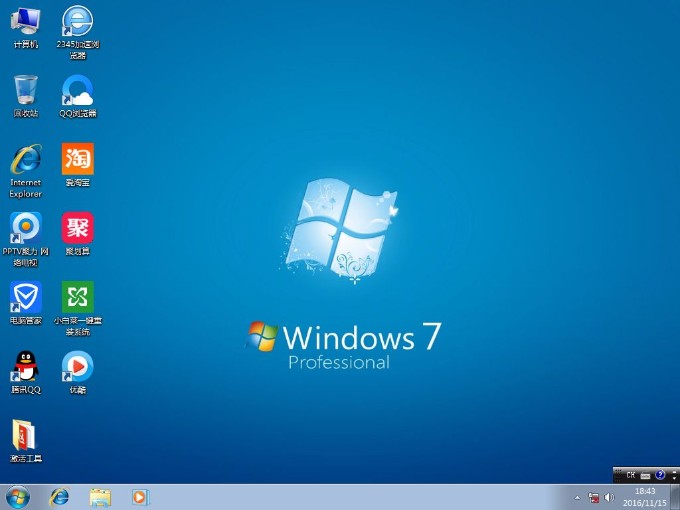 计算机
2345加速浏
览器
回收站
QQ浏览器
Internet
Explorer
淘
爱淘宝
PPTV聚力 网
络电视
聚
聚划算
电脑管家
小白菜一键重
装系统
腾讯QQ
优酷
激活工具
Windows 7
Professional
CH
18:43
2016/11/15